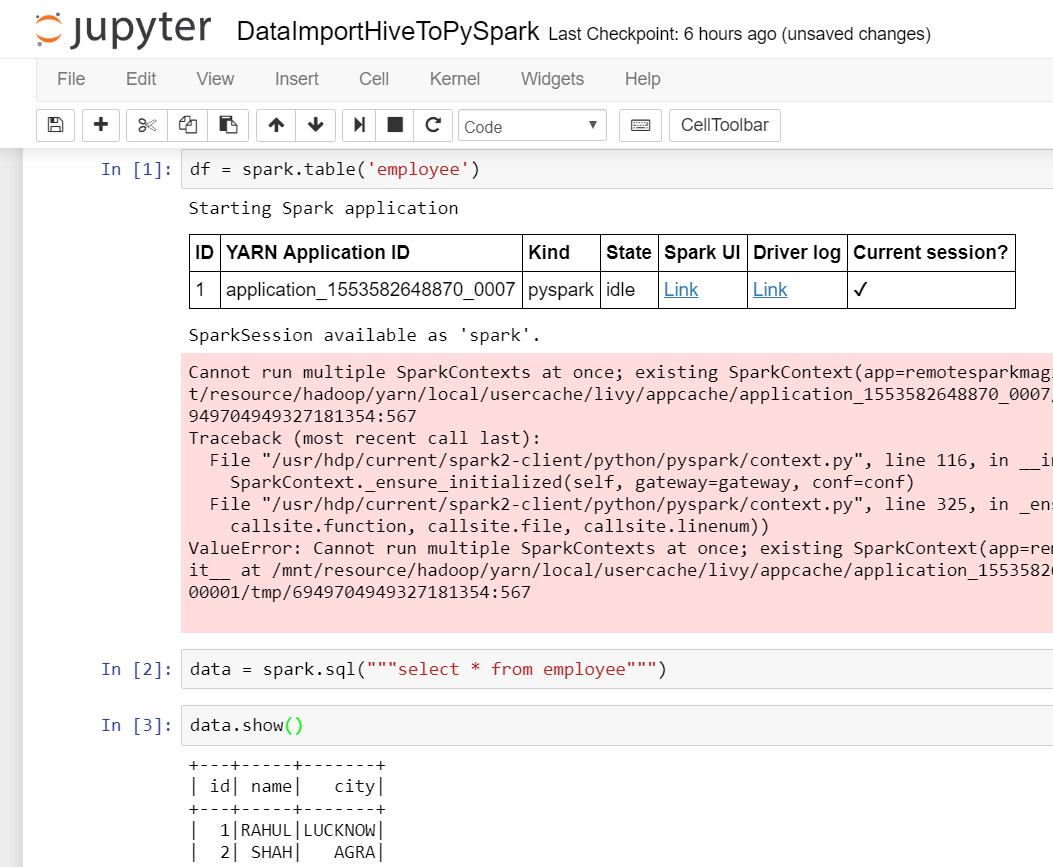 jupyter DataImportHiveToPySpark Last Checkpoint: 6 hours ago (unsaved changes)
File Edit View Insert Cell Kernel Widgets Help
Code CellToolbar
In [1]: df = spark.table('employee')
Starting Spark application
ID YARN Application ID Kind State Spark UI Driver log Current session?
1 application_1553582648870_0007 pyspark idle Link Link ✓
SparkSession available as 'spark'.
Cannot run multiple SparkContexts at once; existing SparkContext(app=remotesparkmag
t/resource/hadoop/yarn/local/usercache/livy/appcache/application_1553582648870_0007
949704949327181354:567
Traceback (most recent call last):
File "/usr/hdp/current/spark2-client/python/pyspark/context.py", line 116, in __i
SparkContext._ensure_initialized(self, gateway=gateway, conf=conf)
File "/usr/hdp/current/spark2-client/python/pyspark/context.py", line 325, in _en
callsite.function, callsite.file, callsite.linenum))
ValueError: Cannot run multiple SparkContexts at once; existing SparkContext(app=re
it__ at /mnt/resource/hadoop/yarn/local/usercache/livy/appcache/application_1553582
00001/tmp/6949704949327181354:567
In [2]: data = spark.sql("""select * from employee""")
In [3]: data.show()
+---+-----+-------+
| id| name|   city|
+---+-----+-------+
|  1|RAHUL|LUCKNOW|
|  2| SHAH|   AGRA|